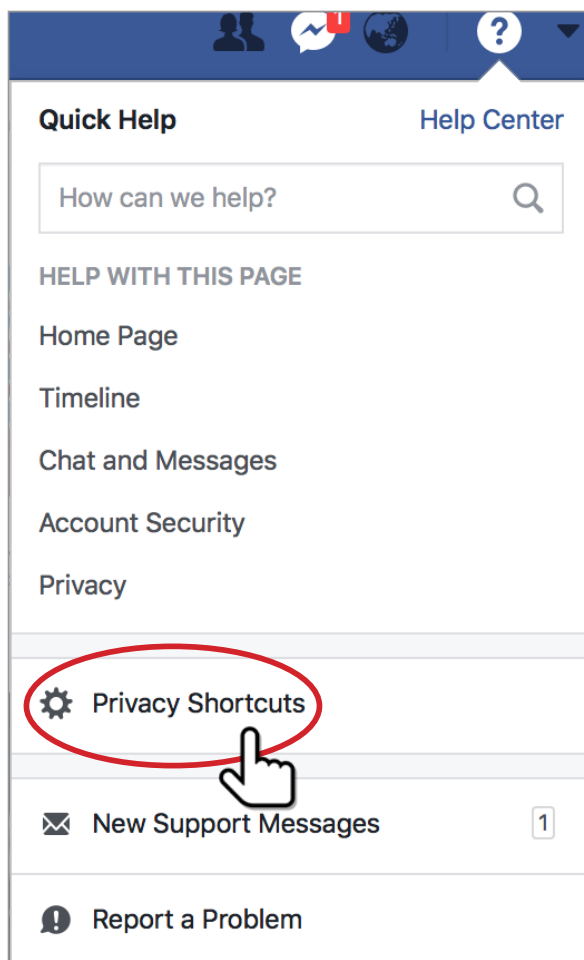 1
?
Quick Help
Help Center
How can we help?
HELP WITH THIS PAGE
Home Page
Timeline
Chat and Messages
Account Security
Privacy
Privacy Shortcuts
New Support Messages
1
Report a Problem